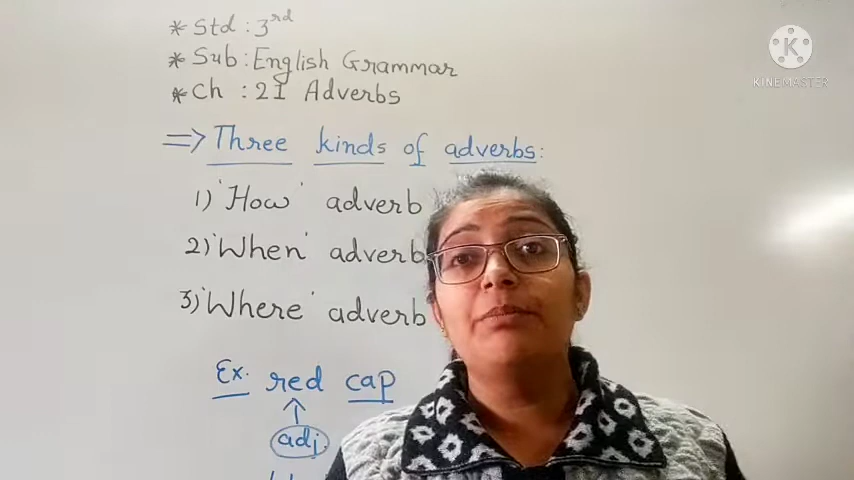 * Std : 3rd
* Sub : English Grammar
* Ch : 21 Adverbs
⇒ Three kinds of adverbs:
1) 'How' adverb
2) 'When' adverb
3) 'Where' adverb
Ex. red cap
adj.
K
KINEMASTER